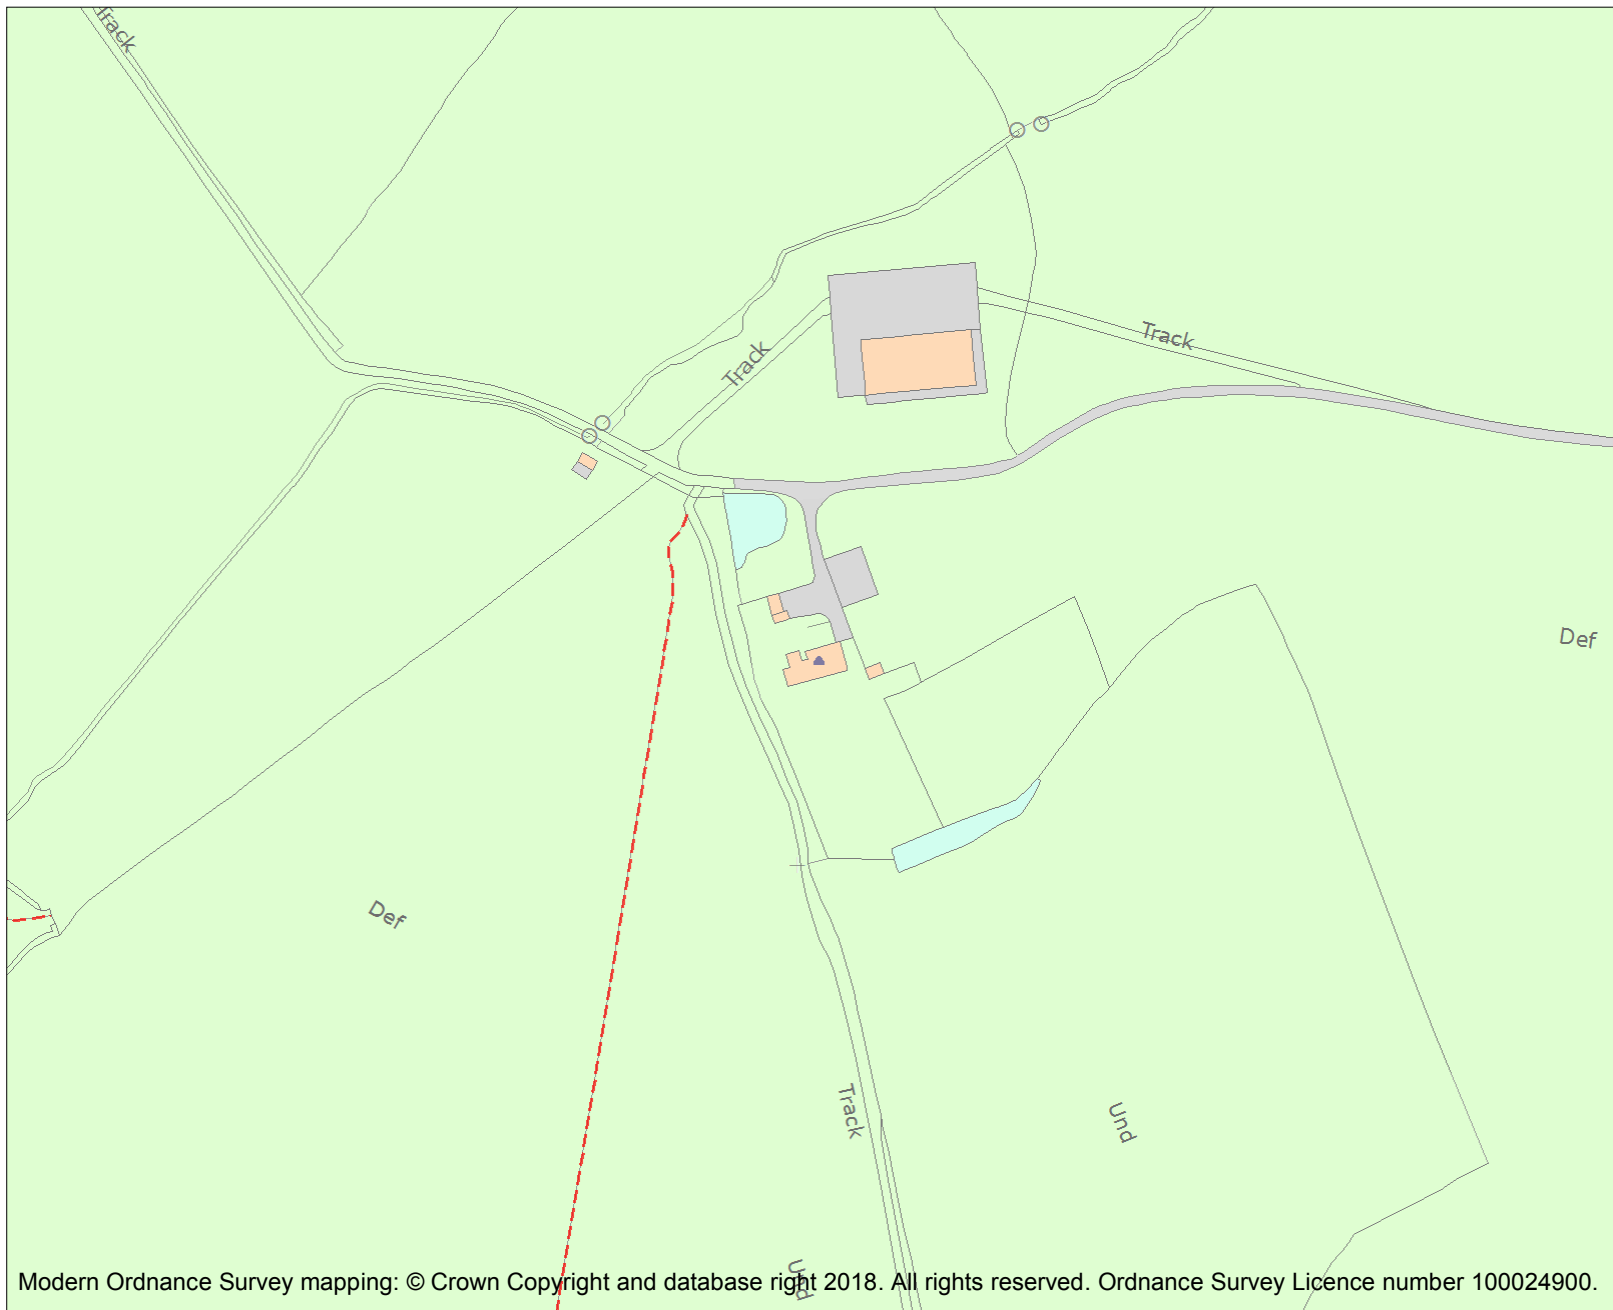 Track
Track
Track
Def
Def
Track
Und
Und
Modern Ordnance Survey mapping: © Crown Copyright and database right 2018. All rights reserved. Ordnance Survey Licence number 100024900.